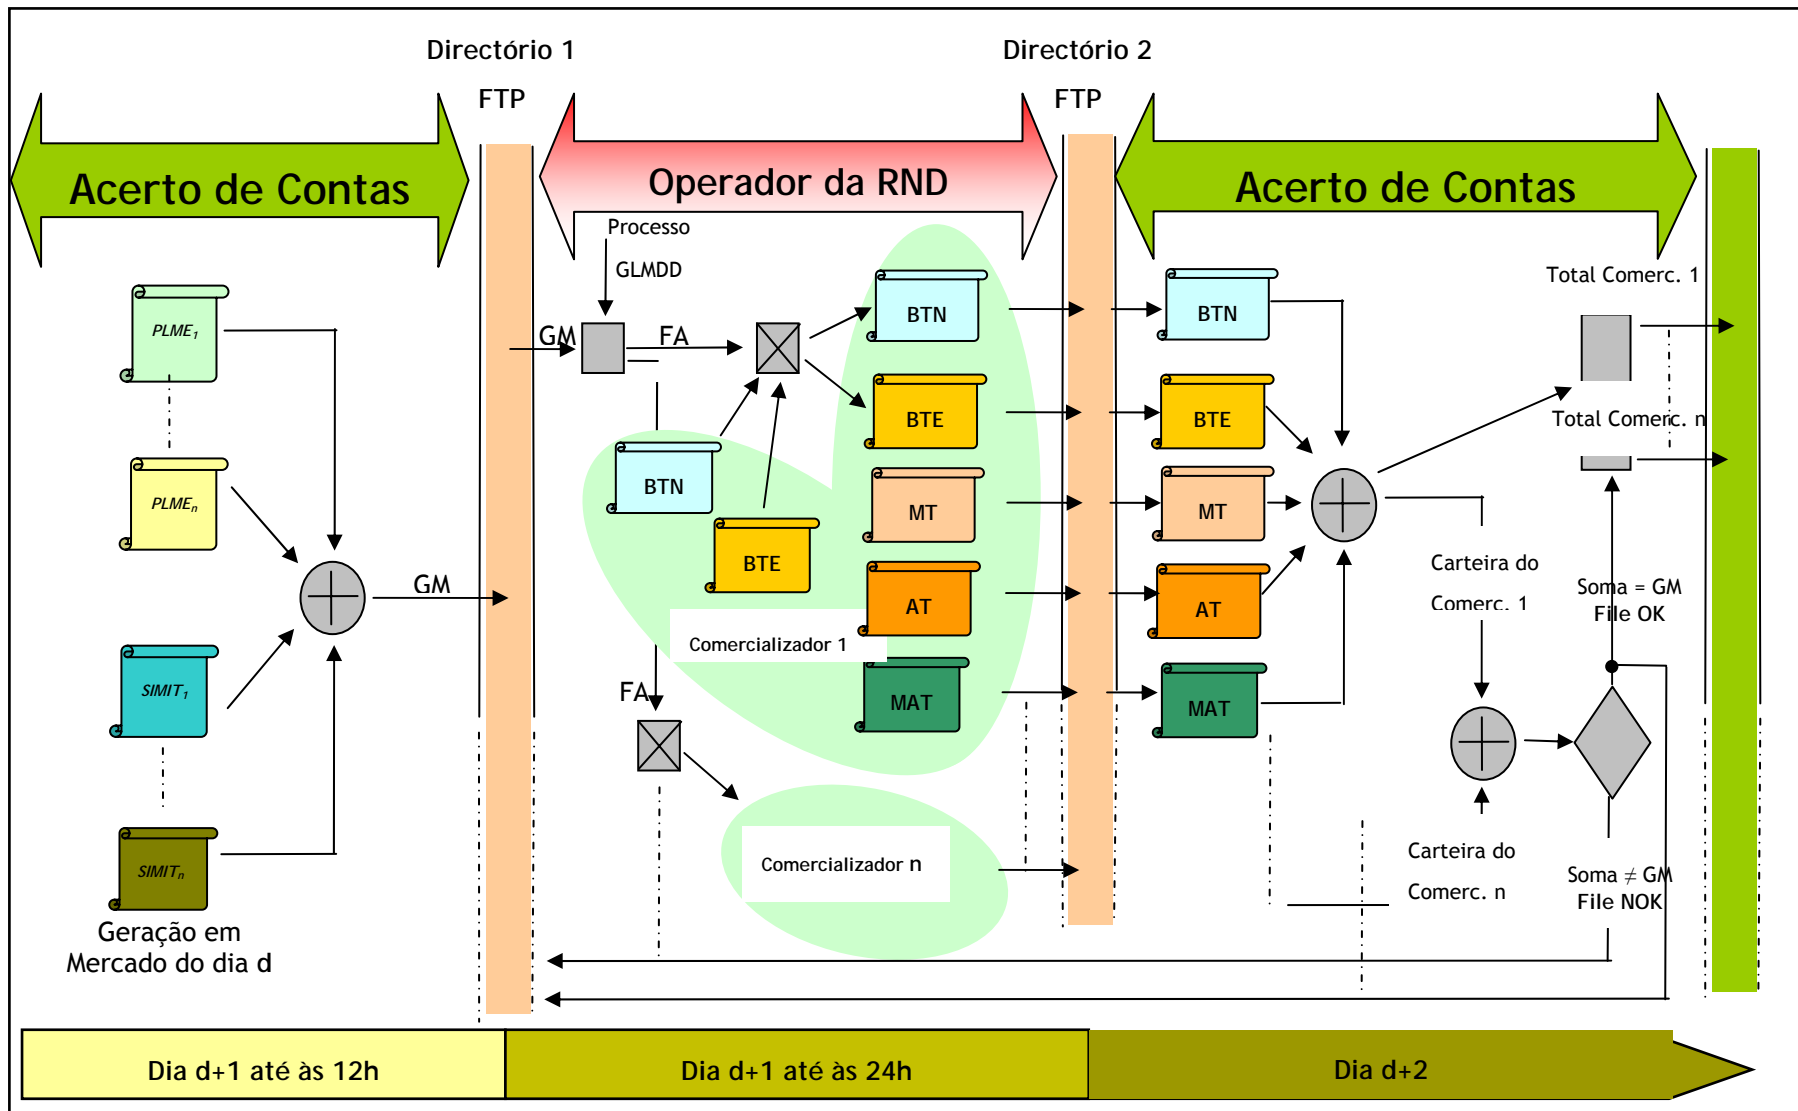 Directório 1
Directório 2
FTP
FTP
Acerto de Contas
Operador da RND
Acerto de Contas
Processo
GLMDD
PLME1
PLMEn
SIMIT1
SIMITn
Geração em
Mercado do dia d
GM
GM
FA
FA
BTN
BTE
BTN
BTE
MT
AT
MAT
Comercializador 1
Comercializador n
BTN
BTE
MT
AT
MAT
Total Comerc. 1
Total Comerc. n
Carteira do
Comerc. 1
Soma = GM
File OK
Carteira do
Comerc. n
Soma ≠ GM
File NOK
Dia d+1 até às 12h
Dia d+1 até às 24h
Dia d+2